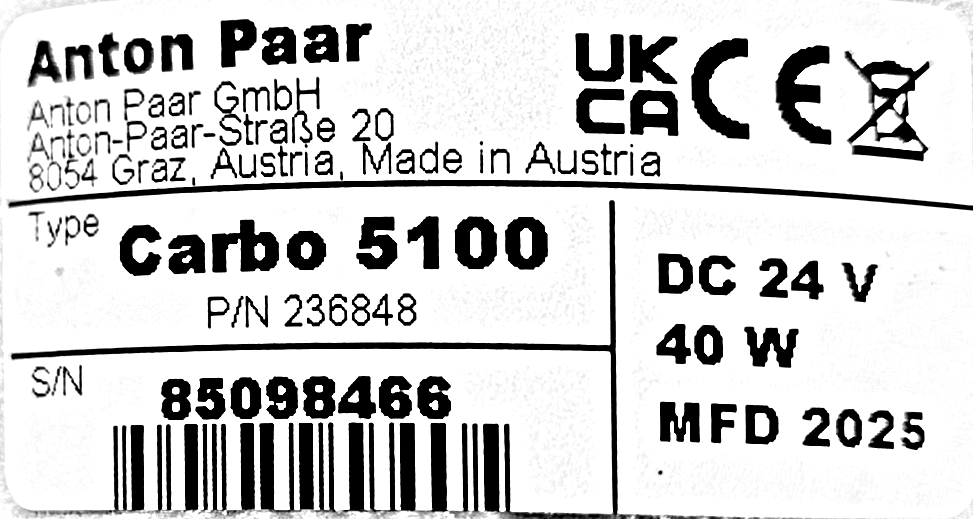 Anton Paar
Anton Paar GmbH
Anton-Paar-Straße 20
8054 Graz, Austria, Made in Austria
UK
CA
CE
Type
Carbo 5100
P/N 236848
DC 24 V
40 W
MFD 2025
S/N
85098466